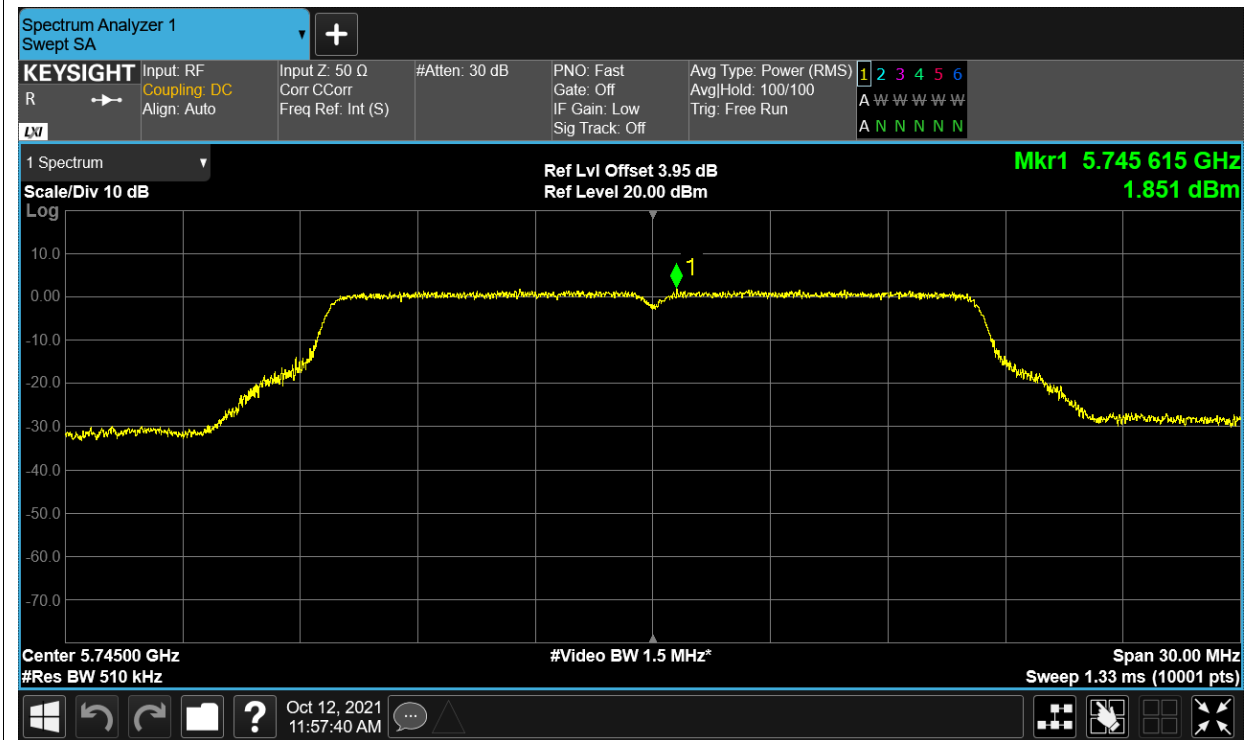 Spectrum Analyzer 1
Swept SA
▼
+
KEYSIGHT
R
LXI
Input: RF
Coupling: DC
Align: Auto
Input Z: 50 Ω
Corr CCorr
Freq Ref: Int (S)
#Atten: 30 dB
PNO: Fast
Gate: Off
IF Gain: Low
Sig Track: Off
Avg Type: Power (RMS)
Avg|Hold: 100/100
Trig: Free Run
1 2 3 4 5 6
A W W W W W
A N N N N N
1 Spectrum ▼
Scale/Div 10 dB
Log
Ref Lvl Offset 3.95 dB
Ref Level 20.00 dBm
Mkr1 5.745 615 GHz
1.851 dBm
1
10.0
0.00
-10.0
-20.0
-30.0
-40.0
-50.0
-60.0
-70.0
Center 5.74500 GHz
#Res BW 510 kHz
#Video BW 1.5 MHz*
Span 30.00 MHz
Sweep 1.33 ms (10001 pts)
?
Oct 12, 2021
11:57:40 AM
...